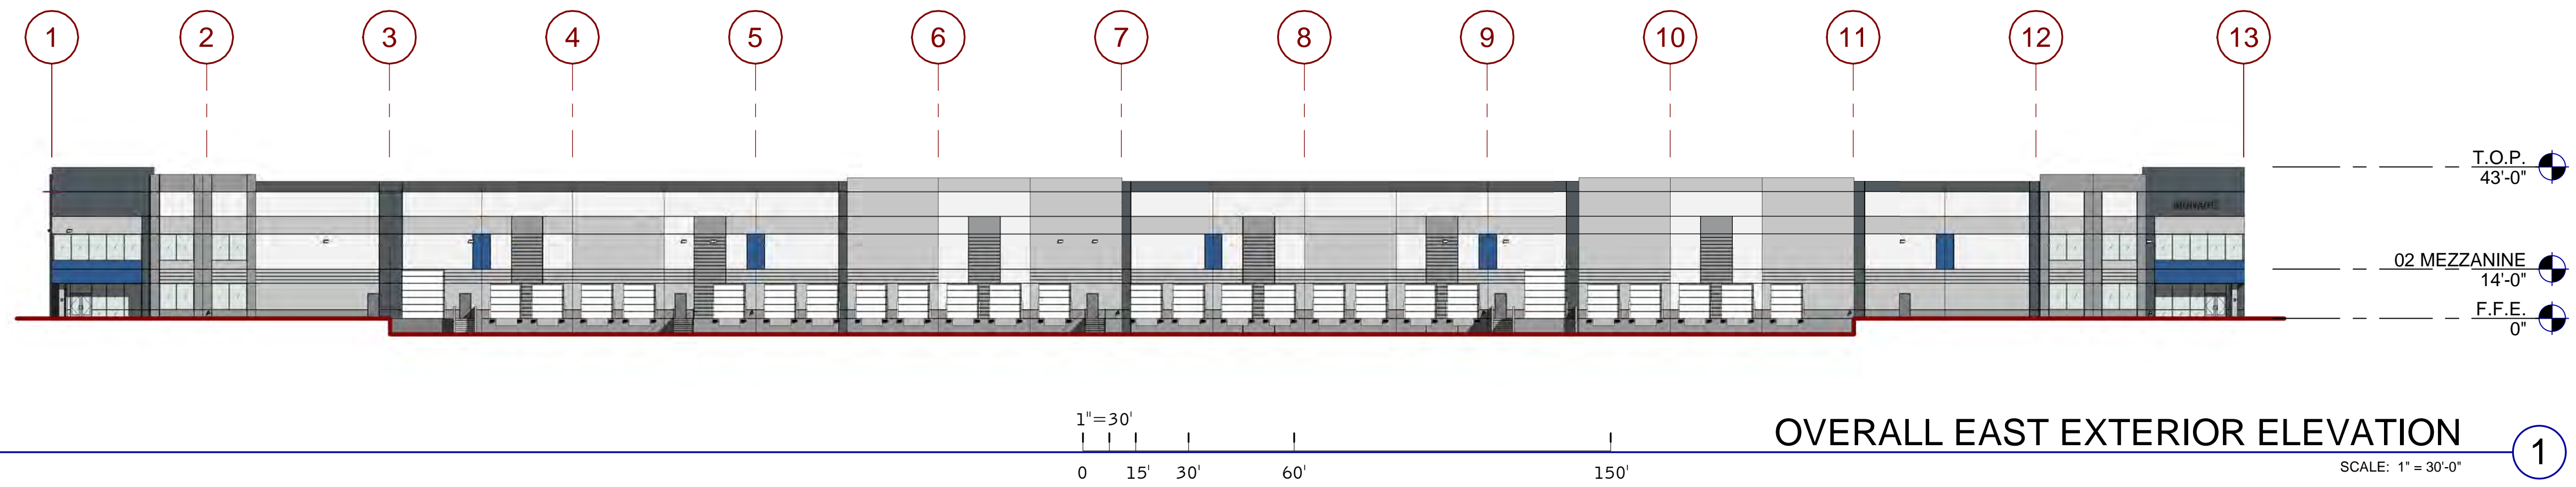 1 2 3 4 5 6 7 8 9 10 11 12 13
T.O.P.
43'-0"
SIGNAGE
02 MEZZANINE
14'-0"
F.F.E.
0"
1"=30'
0 15' 30' 60' 150'
OVERALL EAST EXTERIOR ELEVATION
1
SCALE: 1" = 30'-0"